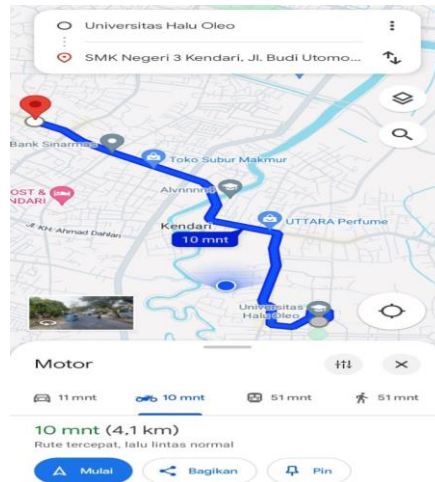 Universitas Halu Oleo
SMK Negeri 3 Kendari, Jl. Budi Utomo...
Bank Sinarmas
Toko Subur Makmur
OST &
NDARI
Alvnnnn4
Jl. KH. Ahmad Dahlan
Kendari
UTTARA Perfume
10 mnt
Universitas
Halu Oleo
Motor
11 mnt
10 mnt
51 mnt
51 mnt
10 mnt (4,1 km)
Rute tercepat, lalu lintas normal
Mulai
Bagikan
Pin